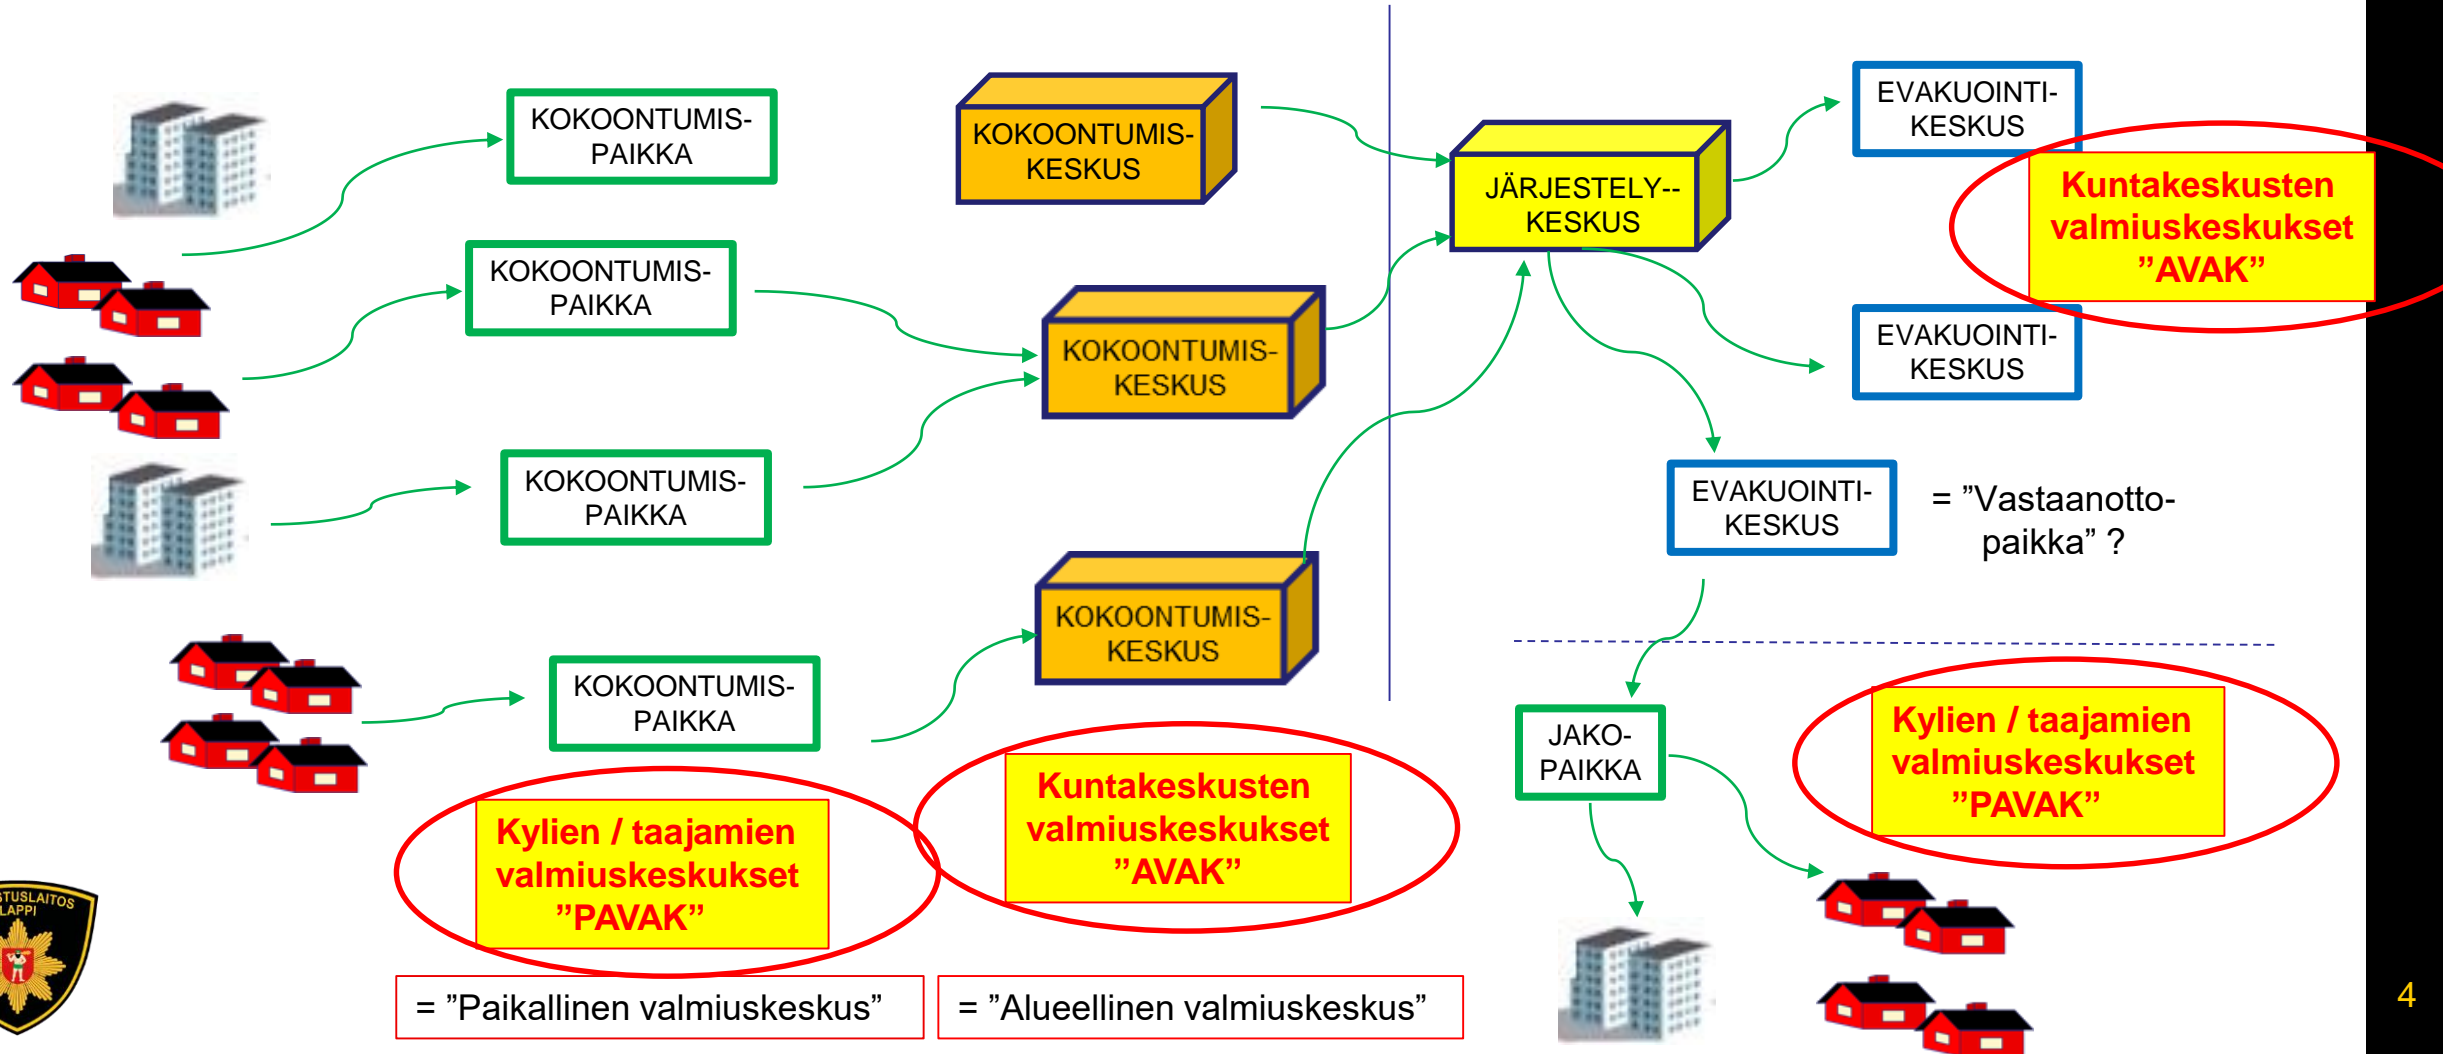 KOKOONTUMIS-
PAIKKA
KOKOONTUMIS-
KESKUS
EVAKUOINTI-
KESKUS
JÄRJESTELY--
KESKUS
Kuntakeskusten
valmiuskeskukset
”AVAK”
KOKOONTUMIS-
PAIKKA
KOKOONTUMIS-
KESKUS
EVAKUOINTI-
KESKUS
KOKOONTUMIS-
PAIKKA
EVAKUOINTI-
KESKUS
= ”Vastaanotto-
paikka” ?
KOKOONTUMIS-
KESKUS
KOKOONTUMIS-
PAIKKA
JAKO-
PAIKKA
Kylien / taajamien
valmiuskeskukset
”PAVAK”
Kylien / taajamien
valmiuskeskukset
”PAVAK”
Kuntakeskusten
valmiuskeskukset
”AVAK”
LAPPI
= ”Paikallinen valmiuskeskus”
= ”Alueellinen valmiuskeskus”
4